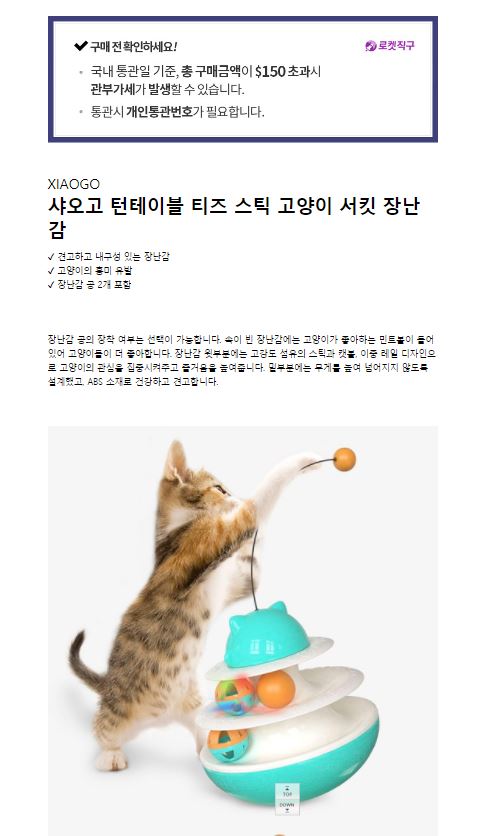 구매 전 확인하세요!
로켓직구
국내 통관일 기준, 총 구매금액이 $150 초과시
관부가세가 발생할 수 있습니다.
통관시 개인통관번호가 필요합니다.
XIAOGO
샤오고 턴테이블 티즈 스틱 고양이 서킷 장난
감
✓ 견고하고 내구성 있는 장난감
✓ 고양이의 흥미 유발
✓ 장난감 공 2개 포함
장난감 공의 장착 여부는 선택이 가능합니다. 속이 빈 장난감에는 고양이가 좋아하는 민트볼이 들어
있어 고양이들이 더 좋아합니다. 장난감 윗부분에는 고강도 섬유의 스틱과 캣볼, 이중 레일 디자인으
로 고양이의 관심을 집중시켜주고 즐거움을 높여줍니다. 밑부분에는 무게를 높여 넘어지지 않도록
설계했고, ABS 소재로 건강하고 견고합니다.
TOP
DOWN